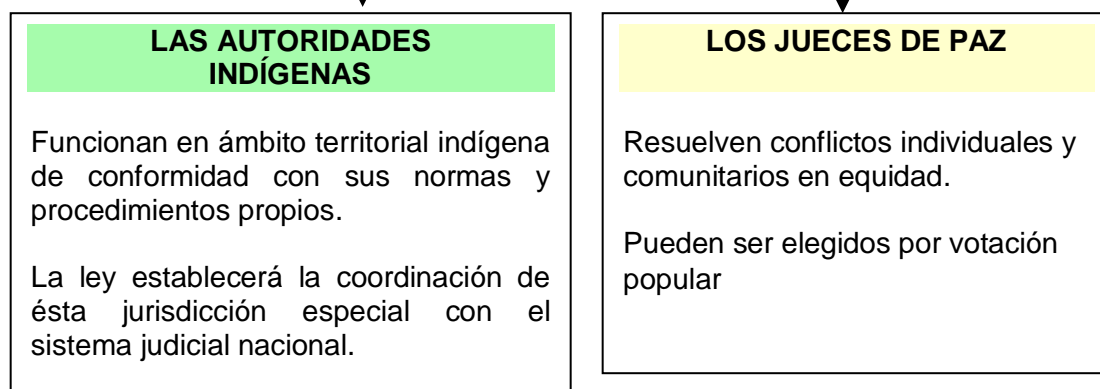 LAS AUTORIDADES
INDÍGENAS
Funcionan en ámbito territorial indígena
de conformidad con sus normas y
procedimientos propios.
La ley establecerá la coordinación de
ésta jurisdicción especial con el
sistema judicial nacional.
LOS JUECES DE PAZ
Resuelven conflictos individuales y
comunitarios en equidad.
Pueden ser elegidos por votación
popular